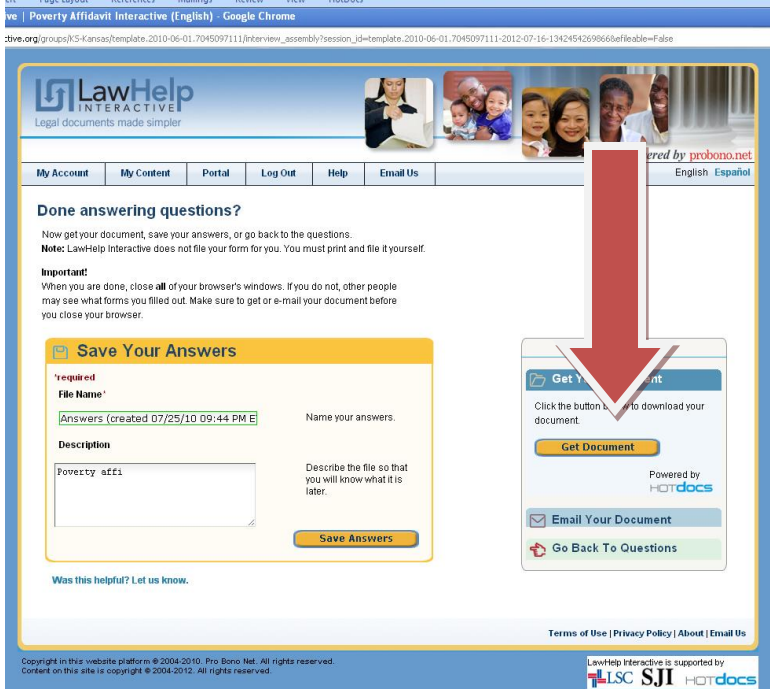 Page Layout References Mailings Review View HotDocs
ive | Poverty Affidavit Interactive (English) - Google Chrome
ctive.org/groups/KS-Kansas/template.2010-06-01.7045097111/interview_assembly?session_id=template.2010-06-01.7045097111-2012-07-16-1342454269866&efileable=False
LawHelp
INTERACTIVE
Legal documents made simpler
ered by probono.net
My Account My Content Portal Log Out Help Email Us English Español
Done answering questions?
Now get your document, save your answers, or go back to the questions.
Note: LawHelp Interactive does not file your form for you. You must print and file it yourself.
Important!
When you are done, close all of your browser's windows. If you do not, other people
may see what forms you filled out. Make sure to get or e-mail your document before
you close your browser.
Save Your Answers
*required
File Name*
Answers (created 07/25/10 09:44 PM E
Name your answers.
Description
Poverty affi
Describe the file so that
you will know what it is
later.
Save Answers
Was this helpful? Let us know.
Get Y nt
Click the button b w to download your
document.
Get Document
Powered by
HOTdocs
Email Your Document
Go Back To Questions
Terms of Use | Privacy Policy | About | Email Us
Copyright in this website platform © 2004-2010. Pro Bono Net. All rights reserved.
Content on this site is copyright © 2004-2012. All rights reserved.
LawHelp Interactive is supported by
LSC SJI HOTdocs